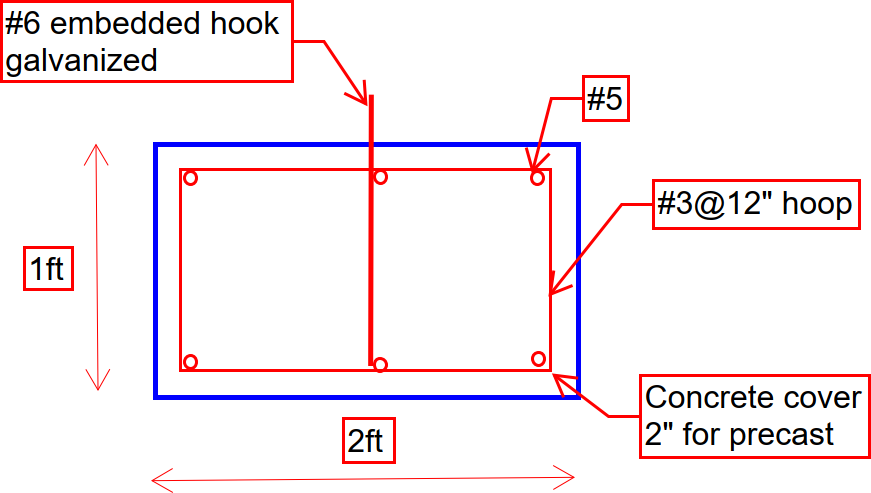 #6 embedded hook
galvanized
#5
#3@12" hoop
1ft
Concrete cover
2" for precast
2ft